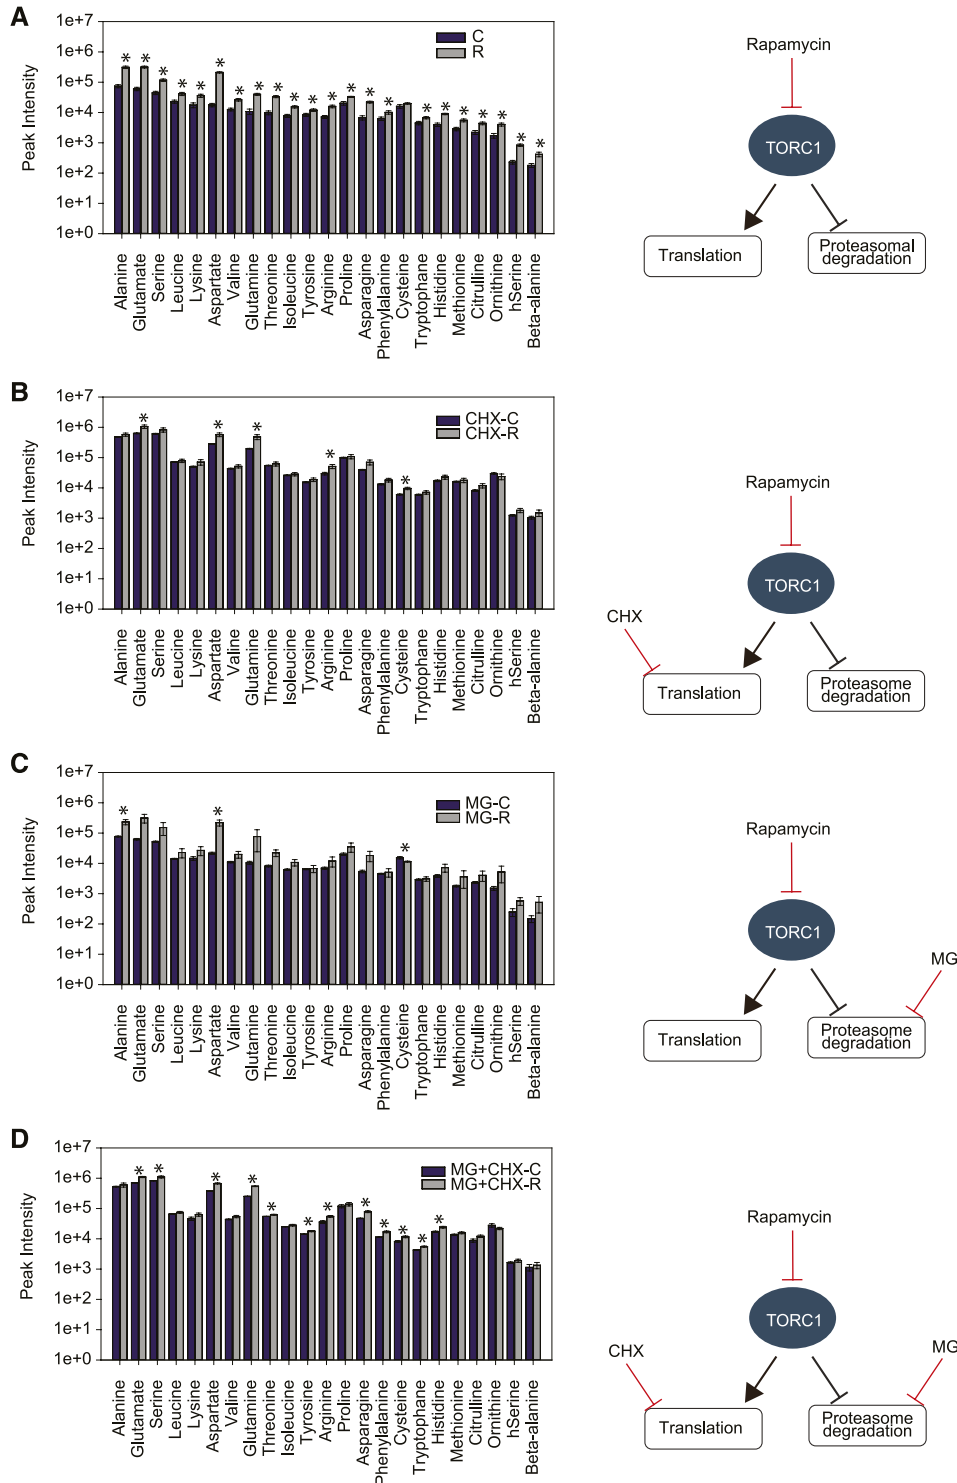 A
1e+7
1e+6
1e+5
1e+4
1e+3
1e+2
1e+1
1e+0
Peak Intensity
C
R
* * * * * * * * * * * * * * * * * * * * *
Alanine
Glutamate
Serine
Leucine
Lysine
Aspartate
Valine
Glutamine
Threonine
Isoleucine
Tyrosine
Arginine
Proline
Asparagine
Phenylalanine
Cysteine
Tryptophane
Histidine
Methionine
Citrulline
Ornithine
hSerine
Beta-alanine
Rapamycin
TORC1
Translation
Proteasomal
degradation
B
1e+7
1e+6
1e+5
1e+4
1e+3
1e+2
1e+1
1e+0
Peak Intensity
CHX-C
CHX-R
* * * * *
Alanine
Glutamate
Serine
Leucine
Lysine
Aspartate
Valine
Glutamine
Threonine
Isoleucine
Tyrosine
Arginine
Proline
Asparagine
Phenylalanine
Cysteine
Tryptophane
Histidine
Methionine
Citrulline
Ornithine
hSerine
Beta-alanine
Rapamycin
TORC1
CHX
Translation
Proteasome
degradation
C
1e+7
1e+6
1e+5
1e+4
1e+3
1e+2
1e+1
1e+0
Peak Intensity
MG-C
MG-R
* * *
Alanine
Glutamate
Serine
Leucine
Lysine
Aspartate
Valine
Glutamine
Threonine
Isoleucine
Tyrosine
Arginine
Proline
Asparagine
Phenylalanine
Cysteine
Tryptophane
Histidine
Methionine
Citrulline
Ornithine
hSerine
Beta-alanine
Rapamycin
TORC1
MG
Translation
Proteasome
degradation
D
1e+7
1e+6
1e+5
1e+4
1e+3
1e+2
1e+1
1e+0
Peak Intensity
MG+CHX-C
MG+CHX-R
* * * * * * * * * * * *
Alanine
Glutamate
Serine
Leucine
Lysine
Aspartate
Valine
Glutamine
Threonine
Isoleucine
Tyrosine
Arginine
Proline
Asparagine
Phenylalanine
Cysteine
Tryptophane
Histidine
Methionine
Citrulline
Ornithine
hSerine
Beta-alanine
Rapamycin
TORC1
CHX
MG
Translation
Proteasome
degradation